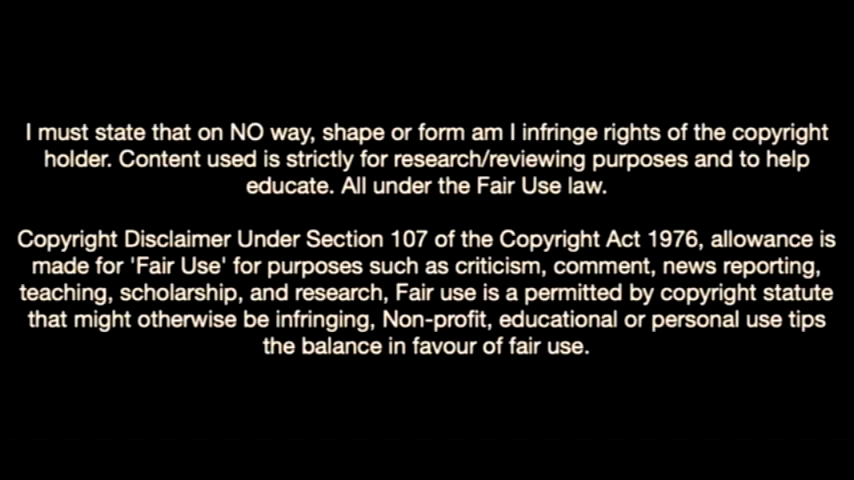 I must state that on NO way, shape or form am I infringe rights of the copyright
holder. Content used is strictly for research/reviewing purposes and to help
educate. All under the Fair Use law.
Copyright Disclaimer Under Section 107 of the Copyright Act 1976, allowance is
made for 'Fair Use' for purposes such as criticism, comment, news reporting,
teaching, scholarship, and research, Fair use is a permitted by copyright statute
that might otherwise be infringing, Non-profit, educational or personal use tips
the balance in favour of fair use.